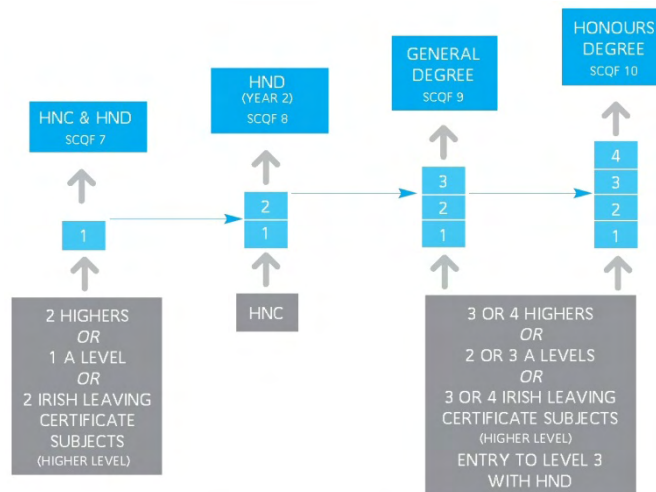 HONOURS
DEGREE
SCQF 10
GENERAL
DEGREE
SCQF 9
HND
(YEAR 2)
SCQF 8
HNC & HND
SCQF 7
1
2
1
3
2
1
4
3
2
1
2 HIGHERS
OR
1 A LEVEL
OR
2 IRISH LEAVING
CERTIFICATE
SUBJECTS
(HIGHER LEVEL)
HNC
3 OR 4 HIGHERS
OR
2 OR 3 A LEVELS
OR
3 OR 4 IRISH LEAVING
CERTIFICATE SUBJECTS
(HIGHER LEVEL)
ENTRY TO LEVEL 3
WITH HND